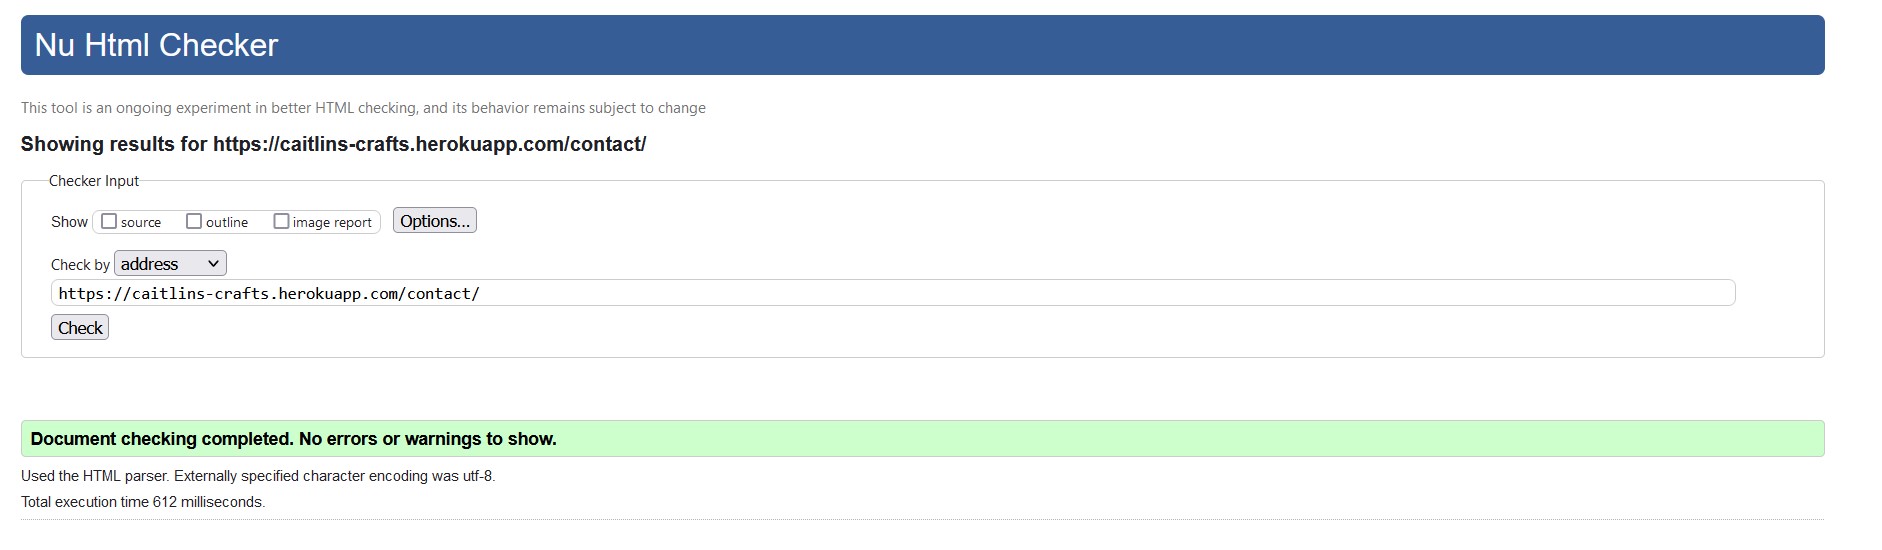 Nu Html Checker
This tool is an ongoing experiment in better HTML checking, and its behavior remains subject to change
Showing results for https://caitlins-crafts.herokuapp.com/contact/
Checker Input
Show source outline image report Options...
Check by address
https://caitlins-crafts.herokuapp.com/contact/
Check
Document checking completed. No errors or warnings to show.
Used the HTML parser. Externally specified character encoding was utf-8.
Total execution time 612 milliseconds.